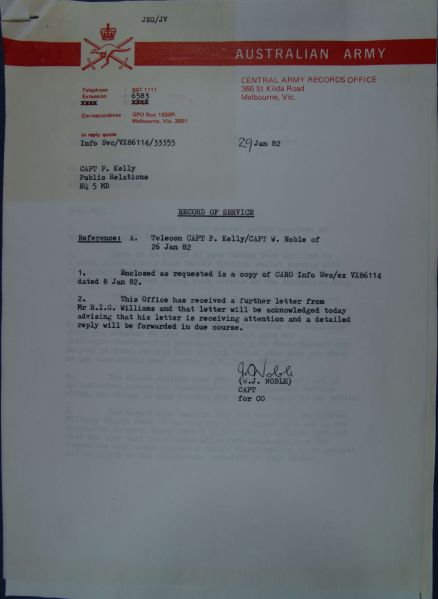 JEG/JV
AUSTRALIAN ARMY
CENTRAL ARMY RECORDS OFFICE
366 St Kilda Road
Melbourne, Vic.
Telephone : 697 1111
Extension : 6583
Correspondence : GPO Box 1932R
Melbourne, Vic. 3001
In reply quote
Info Svc/VX86114/33355
29 Jan 82
CAPT P. Kelly
Public Relations
HQ 5 MD
RECORD OF SERVICE
Reference: A. Telecon CAPT P. Kelly/CAPT W. Noble of
26 Jan 82
1. Enclosed as requested is a copy of CARO Info Svc/ex VX86114
dated 8 Jan 82.
2. This Office has received a further letter from
Mr R.I.G. Williams and that letter will be acknowledged today
advising that his letter is receiving attention and a detailed
reply will be forwarded in due course.
W J Noble
(W.J. NOBLE)
CAPT
for CO